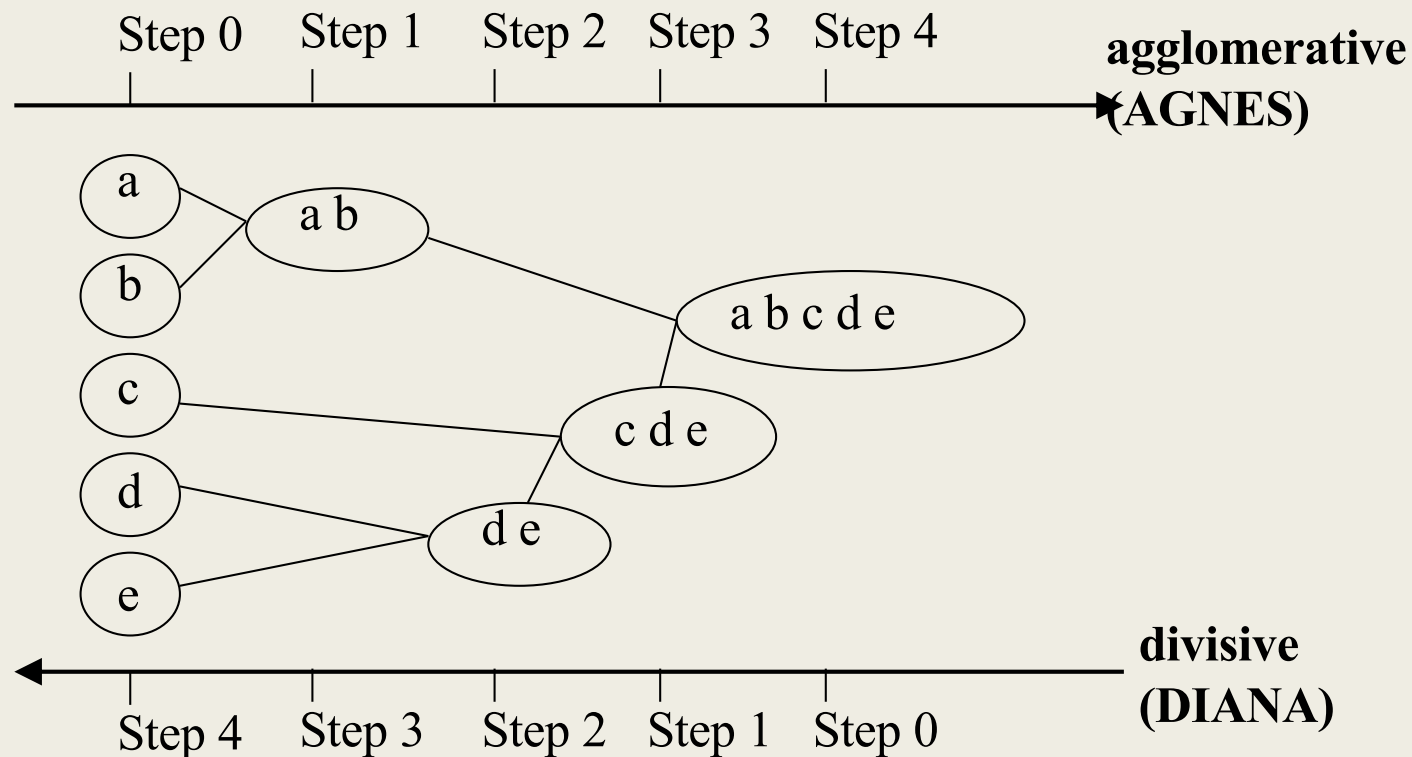 Step 0 Step 1 Step 2 Step 3 Step 4
agglomerative
(AGNES)
a
a b
b
a b c d e
c
c d e
d
d e
e
divisive
(DIANA)
Step 4 Step 3 Step 2 Step 1 Step 0